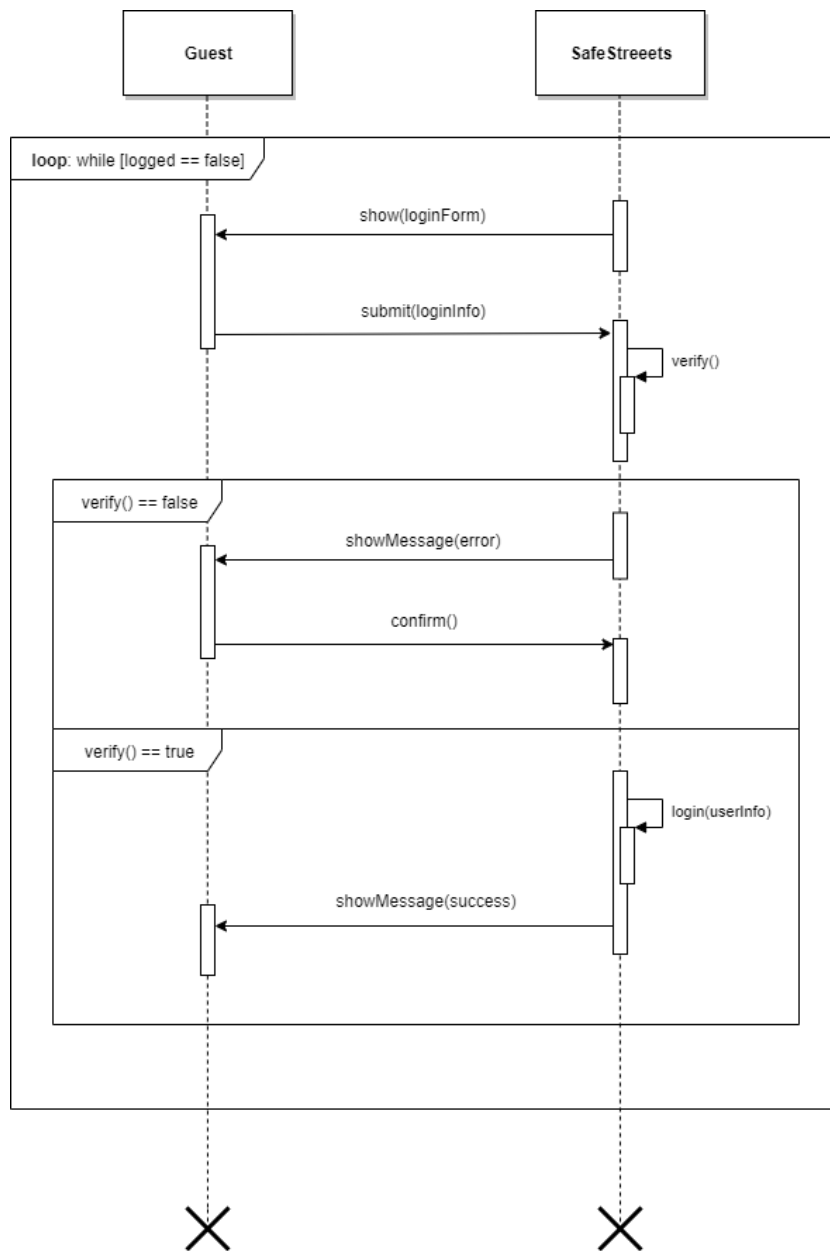 Guest
SafeStreeets
loop: while [logged == false]
show(loginForm)
submit(loginInfo)
verify()
verify() == false
showMessage(error)
confirm()
verify() == true
login(userInfo)
showMessage(success)